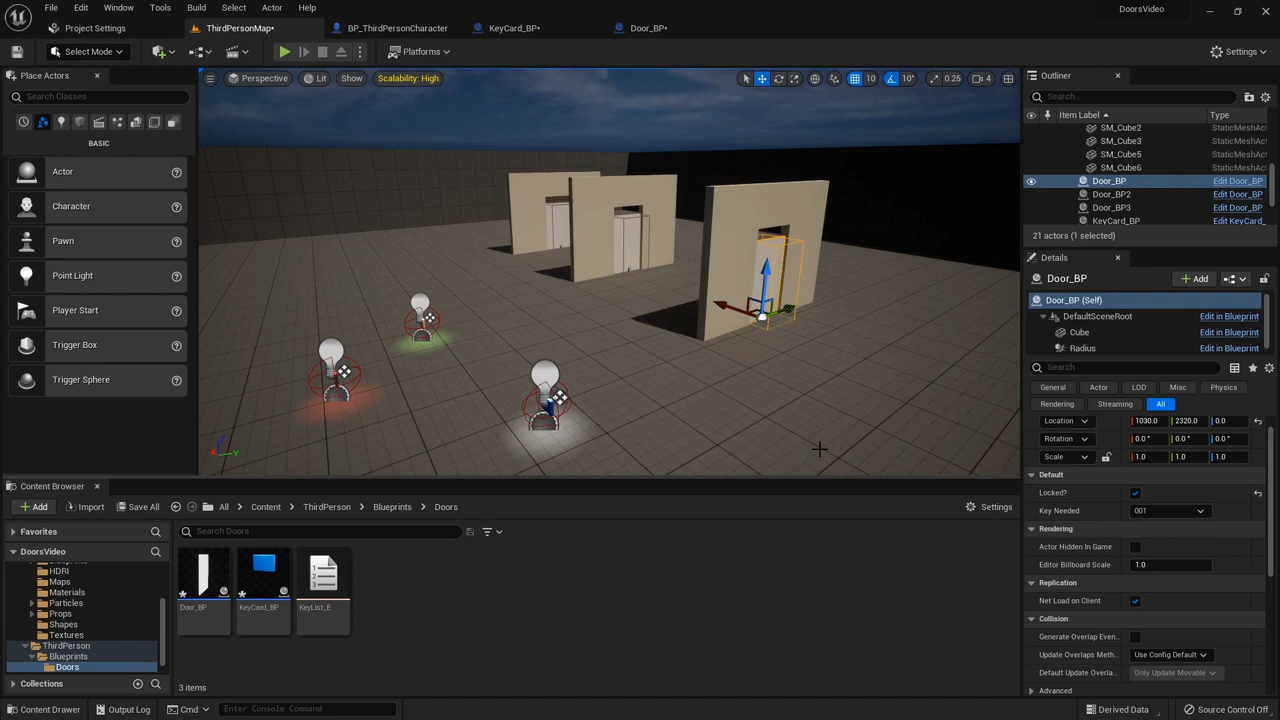 File Edit Window Tools Build Select Actor Help DoorsVideo
Project Settings ThirdPersonMap* BP_ThirdPersonCharacter KeyCard_BP* Door_BP*
Select Mode Platforms Settings
Place Actors
Search Classes
BASIC
Actor
Character
Pawn
Point Light
Player Start
Trigger Box
Trigger Sphere
Perspective Lit Show Scalability: High 10 10° 0.25 4
Z
X
Y
Outliner
Search...
Item Label Type
SM_Cube2 StaticMeshAc
SM_Cube3 StaticMeshAct
SM_Cube5 StaticMeshAct
SM_Cube6 StaticMeshAct
Door_BP Edit Door_BP
Door_BP2 Edit Door_BP
Door_BP3 Edit Door_BP
KeyCard_BP Edit KeyCard_
21 actors (1 selected)
Details
Door_BP Add
Door_BP (Self)
DefaultSceneRoot Edit in Blueprint
Cube Edit in Blueprint
Radius Edit in Blueprint
Search
General Actor LOD Misc Physics
Rendering Streaming All
Location 1030.0 2320.0 0.0
Rotation 0.0° 0.0° 0.0°
Scale 1.0 1.0 1.0
Default
Locked?
Key Needed 001
Rendering
Actor Hidden In Game
Editor Billboard Scale 1.0
Replication
Net Load on Client
Collision
Generate Overlap Even...
Update Overlaps Meth... Use Config Default
Default Update Overla... Only Update Movable
Advanced
Content Browser
Add Import Save All All Content ThirdPerson Blueprints Doors Settings
Favorites
DoorsVideo
HDRI
Maps
Materials
Particles
Props
Shapes
Textures
ThirdPerson
Blueprints
Doors
Collections
Search Doors
Door_BP KeyCard_BP KeyList_E
3 items
Content Drawer Output Log Cmd Enter Console Command Derived Data Source Control Off